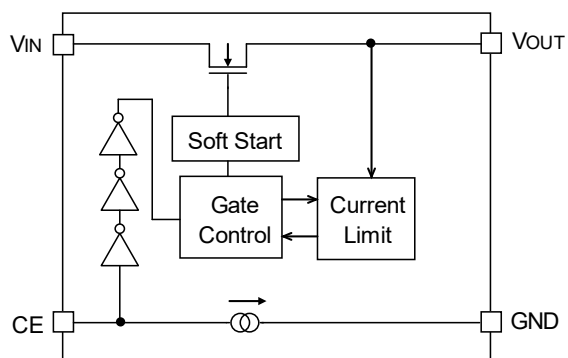 VIN
VOUT
Soft Start
Gate
Control
Current
Limit
CE
GND